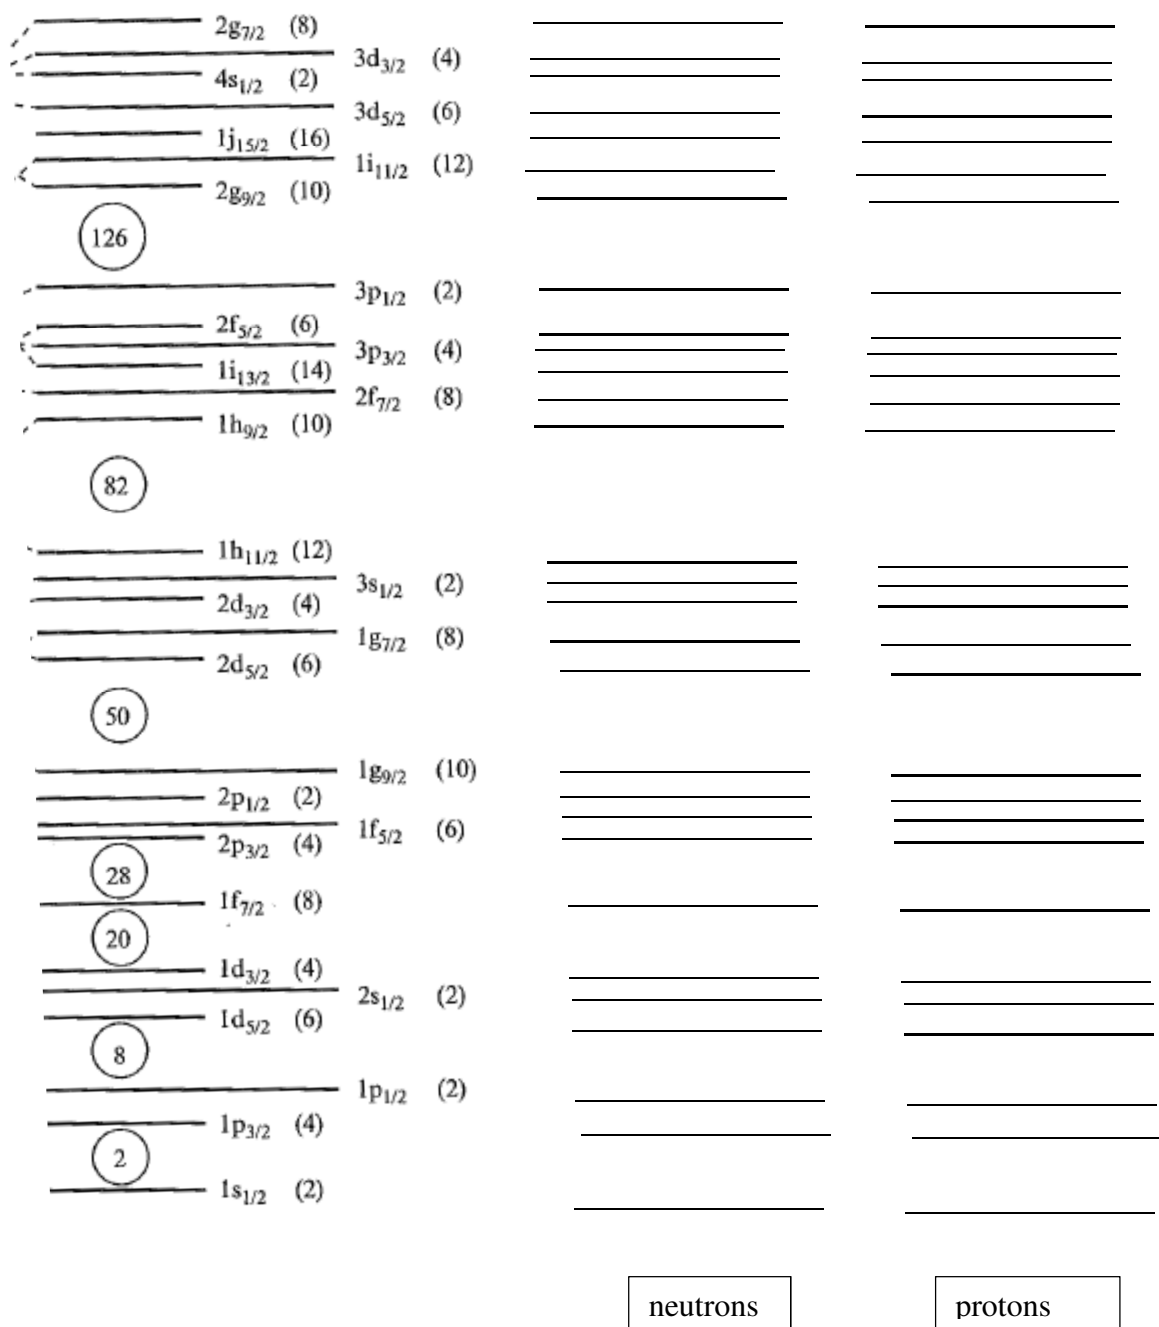 2g7/2 (8)
3d3/2 (4)
4s1/2 (2)
3d5/2 (6)
1j15/2 (16)
1i11/2 (12)
2g9/2 (10)
126
3p1/2 (2)
2f5/2 (6)
3p3/2 (4)
1i13/2 (14)
2f7/2 (8)
1h9/2 (10)
82
1h11/2 (12)
3s1/2 (2)
2d3/2 (4)
1g7/2 (8)
2d5/2 (6)
50
1g9/2 (10)
2p1/2 (2)
1f5/2 (6)
2p3/2 (4)
28
1f7/2 (8)
20
1d3/2 (4)
2s1/2 (2)
1d5/2 (6)
8
1p1/2 (2)
1p3/2 (4)
2
1s1/2 (2)
neutrons protons